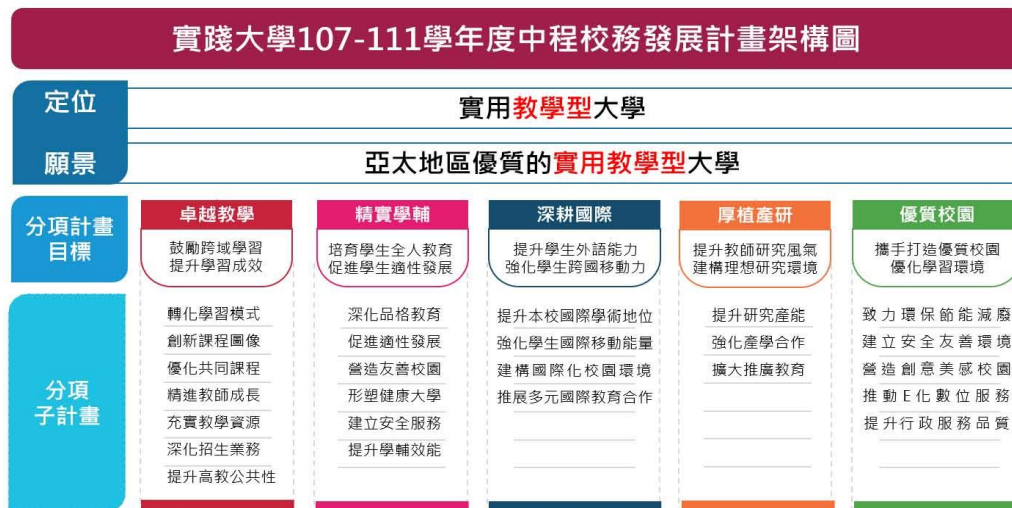 實踐大學107-111學年度中程校務發展計畫架構圖
定位
實用教學型大學
願景
亞太地區優質的實用教學型大學
分項計畫
目標
卓越教學
鼓勵跨域學習
提升學習成效
精實學輔
培育學生全人教育
促進學生適性發展
深耕國際
提升學生外語能力
強化學生跨國移動力
厚植產研
提升教師研究風氣
建構理想研究環境
優質校園
攜手打造優質校園
優化學習環境
分項
子計畫
轉化學習模式
創新課程圖像
優化共同課程
精進教師成長
充實教學資源
深化招生業務
提升高教公共性
深化品格教育
促進適性發展
營造友善校園
形塑健康大學
建立安全服務
提升學輔效能
提升本校國際學術地位
強化學生國際移動能量
建構國際化校園環境
推展多元國際教育合作
提升研究產能
強化產學合作
擴大推廣教育
致力環保節能減廢
建立安全友善環境
營造創意美感校園
推動E化數位服務
提升行政服務品質